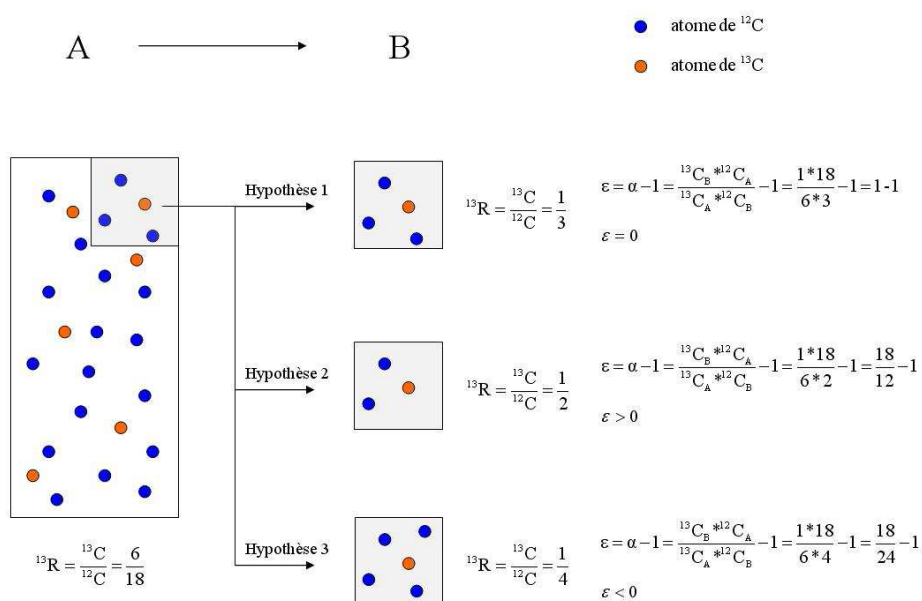 A
B
atome de ¹²C
atome de ¹³C
Hypothèse 1
¹³R = ¹³C/¹²C = 1/3
ε = α − 1 = (¹³C_B * ¹²C_A)/(¹³C_A * ¹²C_B) − 1 = (1*18)/(6*3) − 1 = 1 - 1
ε = 0
Hypothèse 2
¹³R = ¹³C/¹²C = 1/2
ε = α − 1 = (¹³C_B * ¹²C_A)/(¹³C_A * ¹²C_B) − 1 = (1*18)/(6*2) − 1 = 18/12 − 1
ε > 0
¹³R = ¹³C/¹²C = 6/18
Hypothèse 3
¹³R = ¹³C/¹²C = 1/4
ε = α − 1 = (¹³C_B * ¹²C_A)/(¹³C_A * ¹²C_B) − 1 = (1*18)/(6*4) − 1 = 18/24 − 1
ε < 0